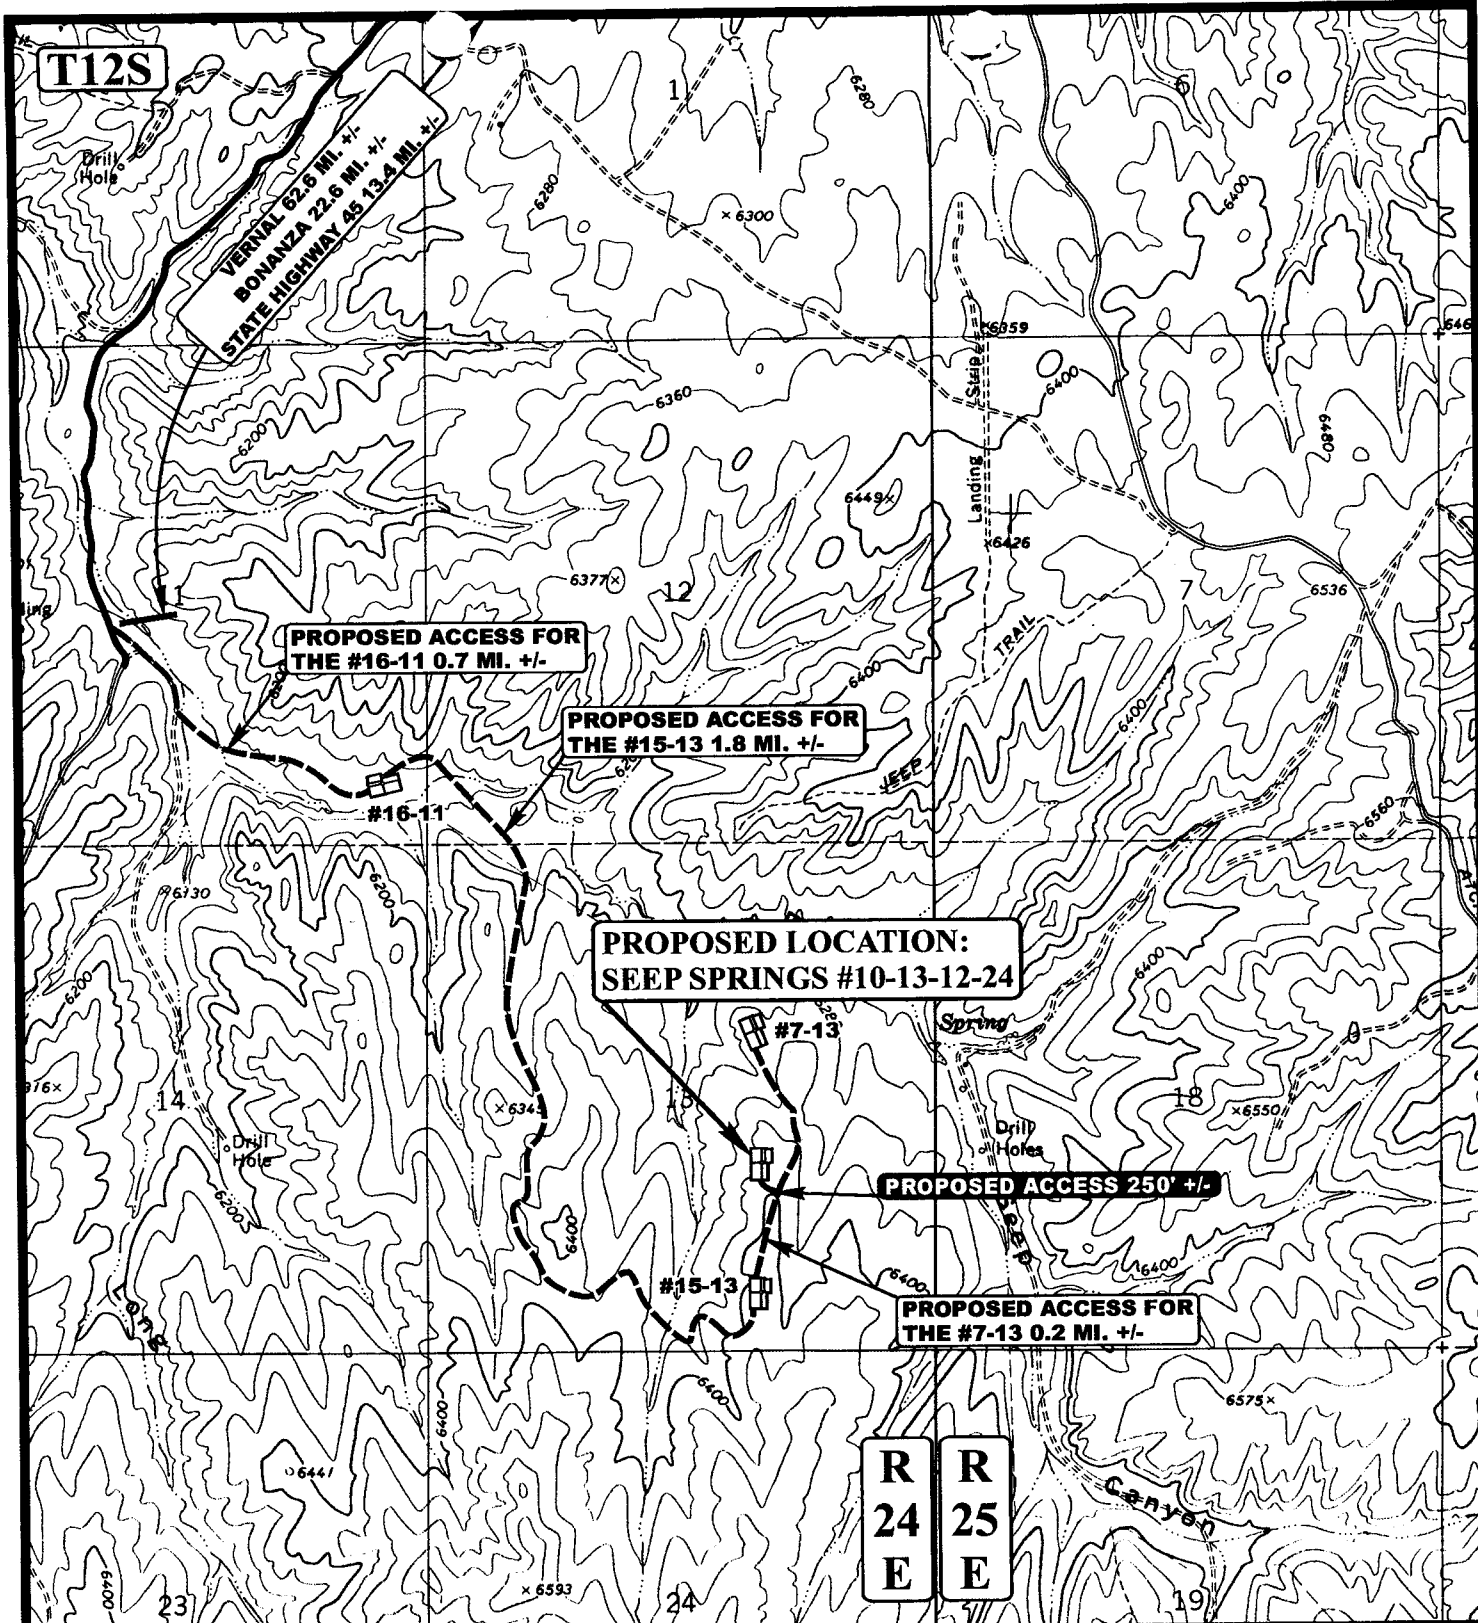 T12S
1
6
6280
Drill
Hole
VERNAL 62.6 MI. +/-
BONANZA 22.6 MI. +/-
STATE HIGHWAY 45 13.4 MI. +/-
6280
×6300
6400
6359
6400
6360
6200
Landing Strip
6480
6449×
×6426
6377×
11
12
7
6536
PROPOSED ACCESS FOR
THE #16-11 0.7 MI. +/-
TRAIL
6400
6400
PROPOSED ACCESS FOR
THE #15-13 1.8 MI. +/-
JEEP
#16-11
6560
6200
×6130
PROPOSED LOCATION:
SEEP SPRINGS #10-13-12-24
6400
6200
Spring
#7-13
14
13
18
×6345
×6550
Drill
Hole
Drill
Holes
PROPOSED ACCESS 250' +/-
6200
6400
Seep
#15-13
6400
6400
Long
PROPOSED ACCESS FOR
THE #7-13 0.2 MI. +/-
6400
6400
6575×
6441
R
24
E
R
25
E
Canyon
6400
×6593
23
24
19